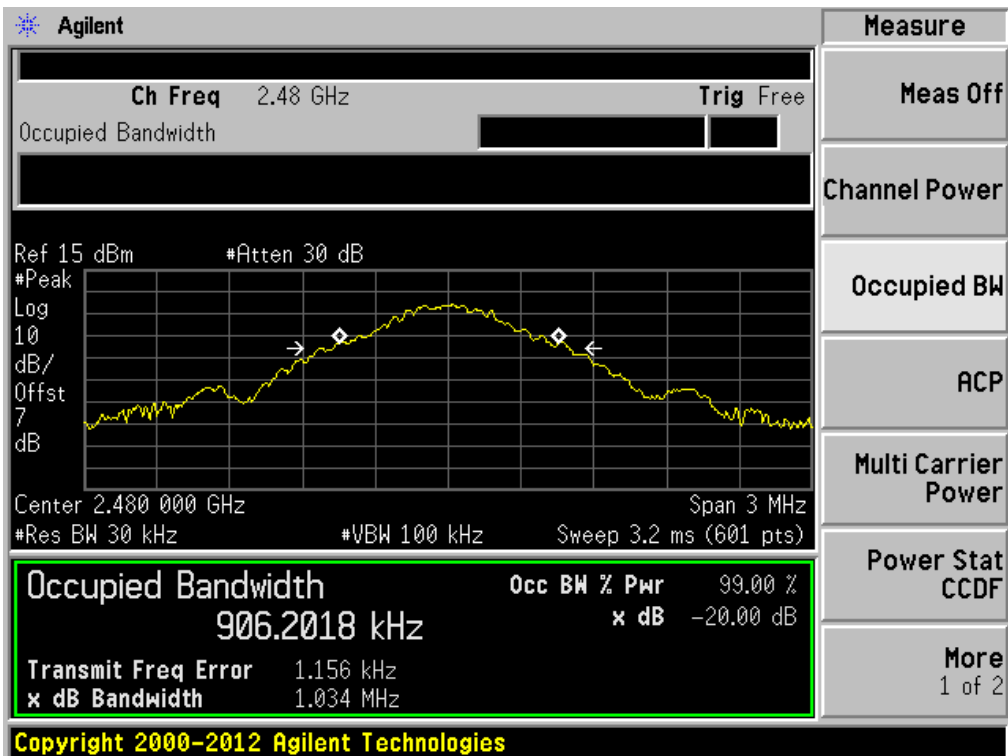 Agilent
Measure
Ch Freq 2.48 GHz Trig Free
Occupied Bandwidth
Meas Off
Channel Power
Occupied BW
ACP
Multi Carrier
Power
Power Stat
CCDF
More
1 of 2
Ref 15 dBm #Atten 30 dB
#Peak
Log
10
dB/
Offst
7
dB
Center 2.480 000 GHz Span 3 MHz
#Res BW 30 kHz #VBW 100 kHz Sweep 3.2 ms (601 pts)
Occupied Bandwidth Occ BW % Pwr 99.00 %
906.2018 kHz x dB -20.00 dB
Transmit Freq Error 1.156 kHz
x dB Bandwidth 1.034 MHz
Copyright 2000-2012 Agilent Technologies